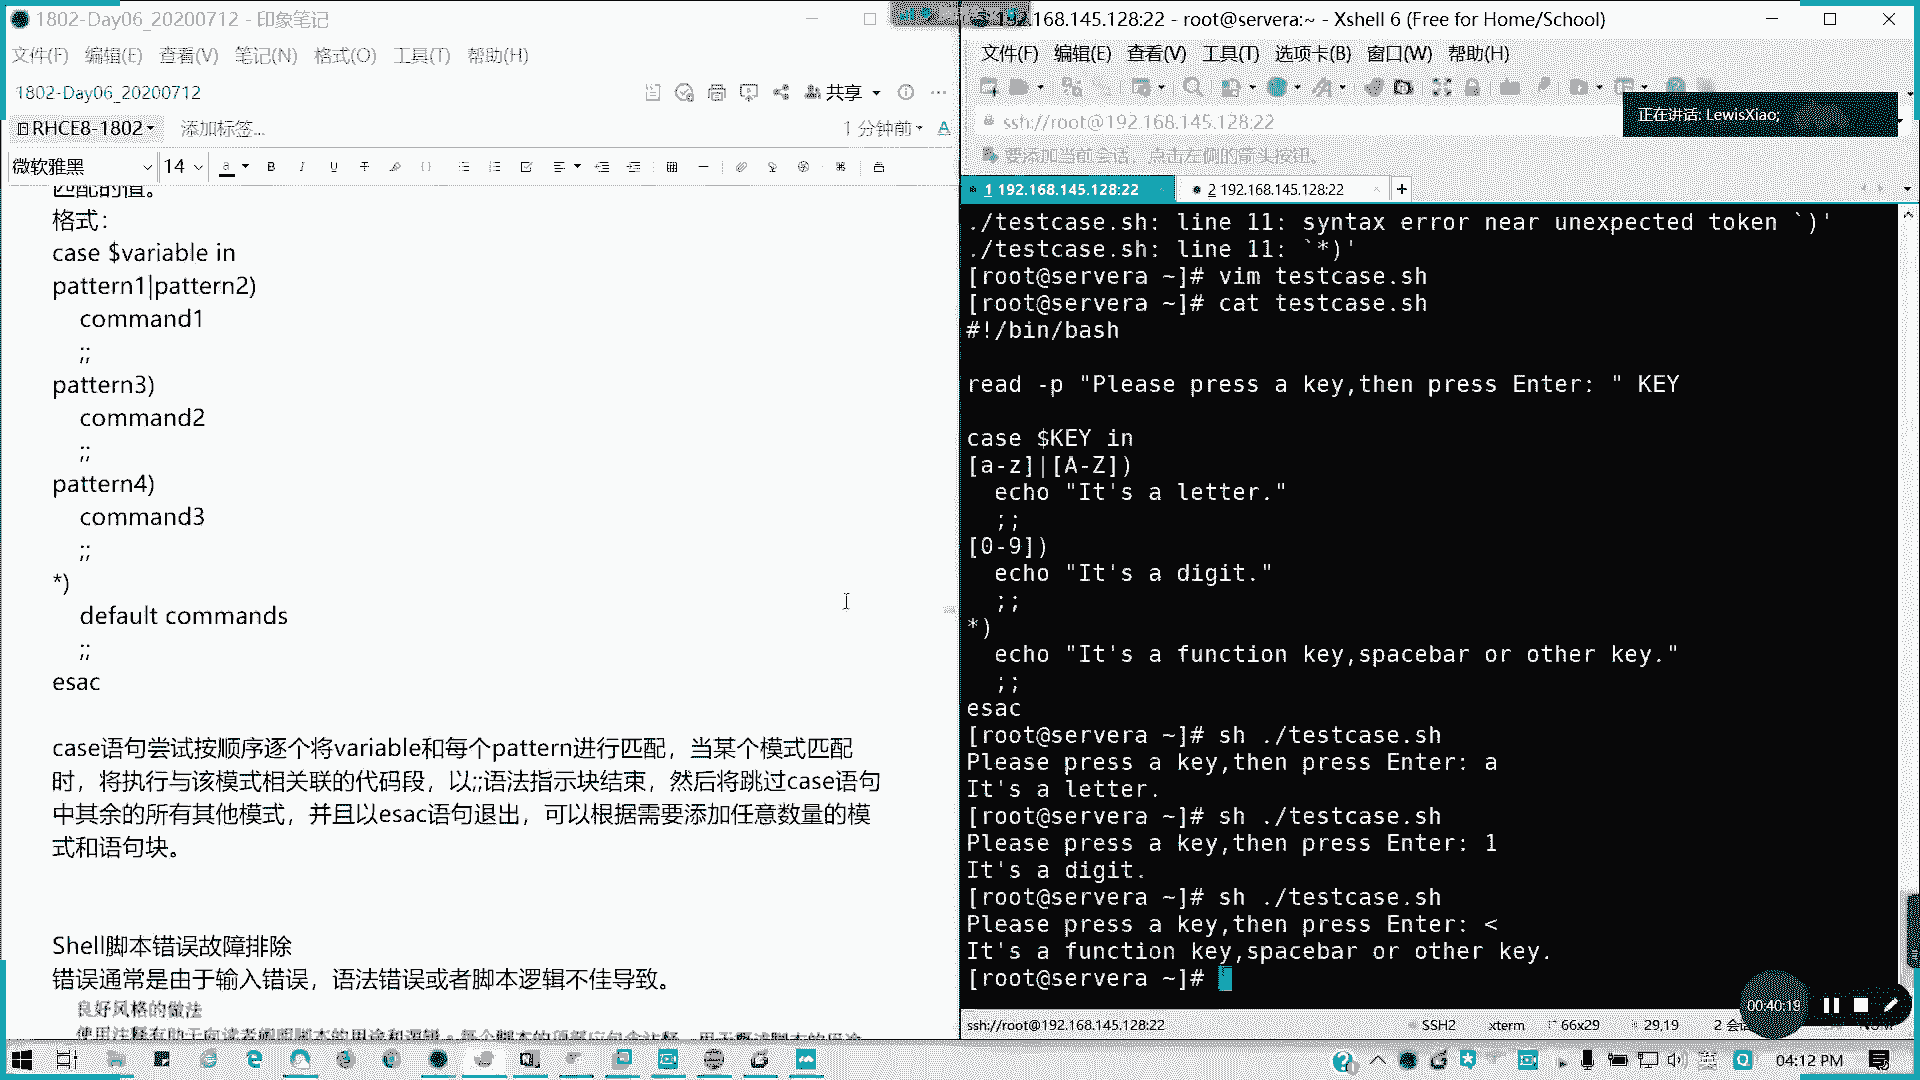 1802-Day06_20200712 - 印象笔记
文件(F) 编辑(E) 查看(V) 笔记(N) 格式(O) 工具(T) 帮助(H)
1802-Day06_20200712
共享
RHCE8-1802
添加标签...
1 分钟前
微软雅黑
14
匹配的值。
格式：
case $variable in
pattern1|pattern2)
command1
;;
pattern3)
command2
;;
pattern4)
command3
;;
*)
default commands
;;
esac
case语句尝试按顺序逐个将variable和每个pattern进行匹配，当某个模式匹配
时，将执行与该模式相关联的代码段，以;;语法指示块结束，然后将跳过case语句
中其余的所有其他模式，并且以esac语句退出，可以根据需要添加任意数量的模
式和语句块。
Shell脚本错误故障排除
错误通常是由于输入错误，语法错误或者脚本逻辑不佳导致。
良好风格的做法
192.168.145.128:22 - root@servera:~ - Xshell 6 (Free for Home/School)
文件(F) 编辑(E) 查看(V) 工具(T) 选项卡(B) 窗口(W) 帮助(H)
ssh://root@192.168.145.128:22
正在讲话: LewisXiao;
要添加当前会话，点击左侧的箭头按钮。
1 192.168.145.128:22
2 192.168.145.128:22
./testcase.sh: line 11: syntax error near unexpected token `)'
./testcase.sh: line 11: `*)'
[root@servera ~]# vim testcase.sh
[root@servera ~]# cat testcase.sh
#!/bin/bash
read -p "Please press a key,then press Enter: " KEY
case $KEY in
[a-z]|[A-Z])
echo "It's a letter."
;;
[0-9])
echo "It's a digit."
;;
*)
echo "It's a function key,spacebar or other key."
;;
esac
[root@servera ~]# sh ./testcase.sh
Please press a key,then press Enter: a
It's a letter.
[root@servera ~]# sh ./testcase.sh
Please press a key,then press Enter: 1
It's a digit.
[root@servera ~]# sh ./testcase.sh
Please press a key,then press Enter: <
It's a function key,spacebar or other key.
[root@servera ~]#
00:40:19
ssh://root@192.168.145.128:22
SSH2
xterm
66x29
29,19
04:12 PM